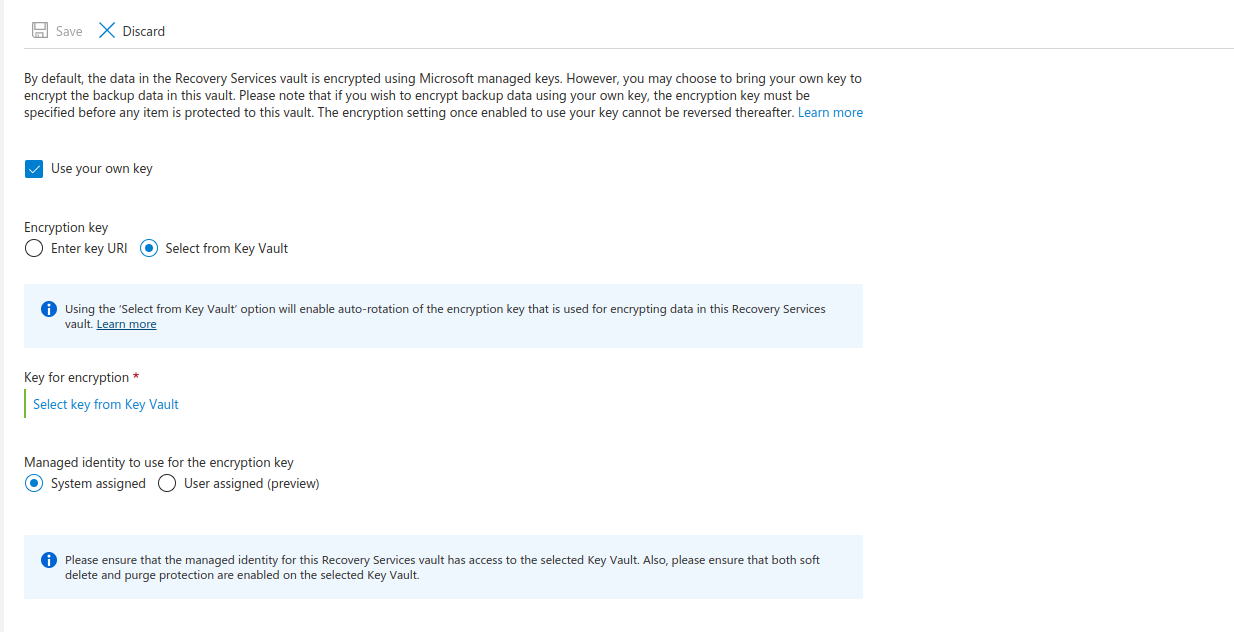 Save Discard
By default, the data in the Recovery Services vault is encrypted using Microsoft managed keys. However, you may choose to bring your own key to
encrypt the backup data in this vault. Please note that if you wish to encrypt backup data using your own key, the encryption key must be
specified before any item is protected to this vault. The encryption setting once enabled to use your key cannot be reversed thereafter. Learn more
Use your own key
Encryption key
Enter key URI Select from Key Vault
Using the 'Select from Key Vault' option will enable auto-rotation of the encryption key that is used for encrypting data in this Recovery Services
vault. Learn more
Key for encryption *
Select key from Key Vault
Managed identity to use for the encryption key
System assigned User assigned (preview)
Please ensure that the managed identity for this Recovery Services vault has access to the selected Key Vault. Also, please ensure that both soft
delete and purge protection are enabled on the selected Key Vault.